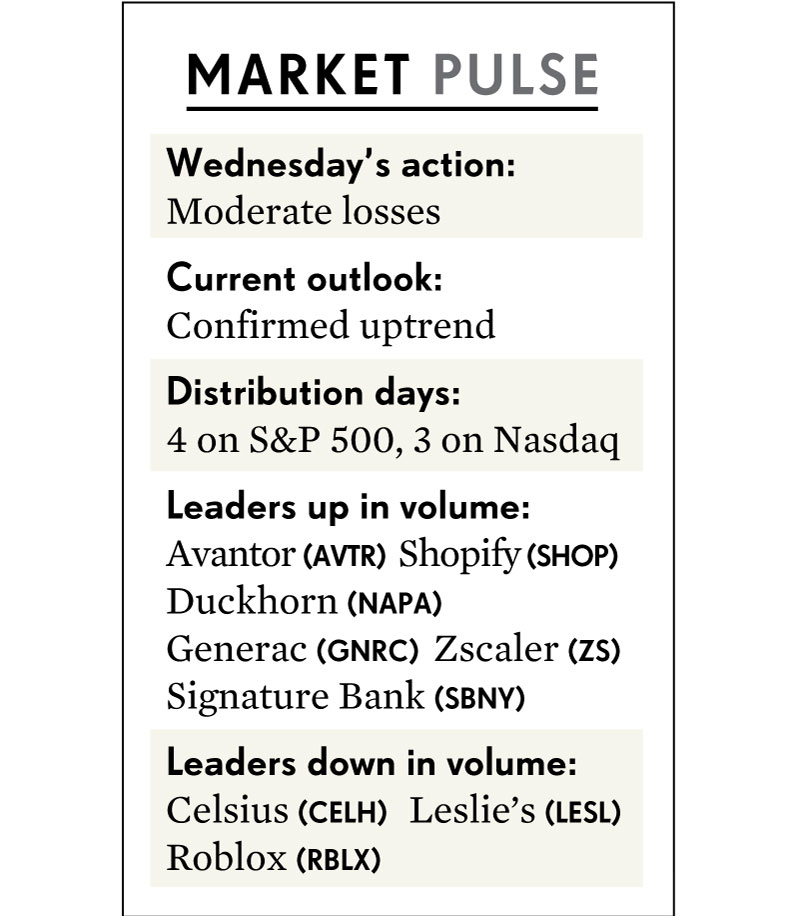 MARKET PULSE
Wednesday’s action:
Moderate losses
Current outlook:
Confirmed uptrend
Distribution days:
4 on S&P 500, 3 on Nasdaq
Leaders up in volume:
Avantor (AVTR) Shopify (SHOP)
Duckhorn (NAPA)
Generac (GNRC) Zscaler (ZS)
Signature Bank (SBNY)
Leaders down in volume:
Celsius (CELH) Leslie’s (LESL)
Roblox (RBLX)